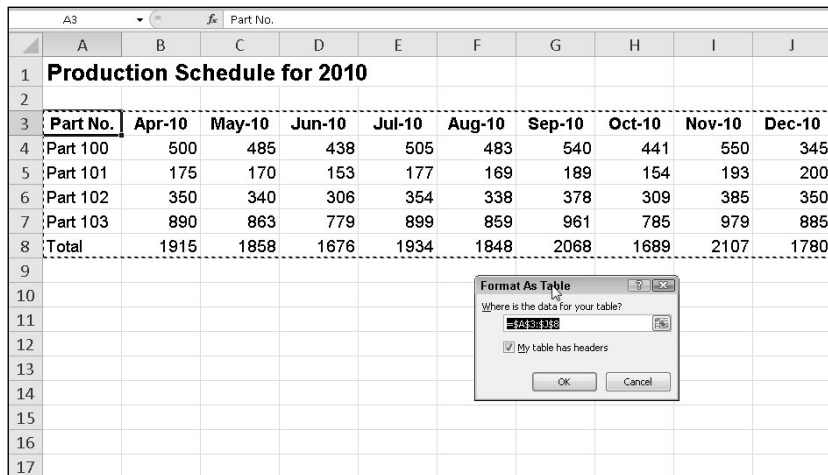 A3 fx Part No.
A B C D E F G H I J
1 Production Schedule for 2010
2
3 Part No. Apr-10 May-10 Jun-10 Jul-10 Aug-10 Sep-10 Oct-10 Nov-10 Dec-10
4 Part 100 500 485 438 505 483 540 441 550 345
5 Part 101 175 170 153 177 169 189 154 193 200
6 Part 102 350 340 306 354 338 378 309 385 350
7 Part 103 890 863 779 899 859 961 785 979 885
8 Total 1915 1858 1676 1934 1848 2068 1689 2107 1780
9
10 Format As Table ?
Where is the data for your table?
11 =$A$3:$J$8
12 My table has headers
13
OK Cancel
14
15
16
17